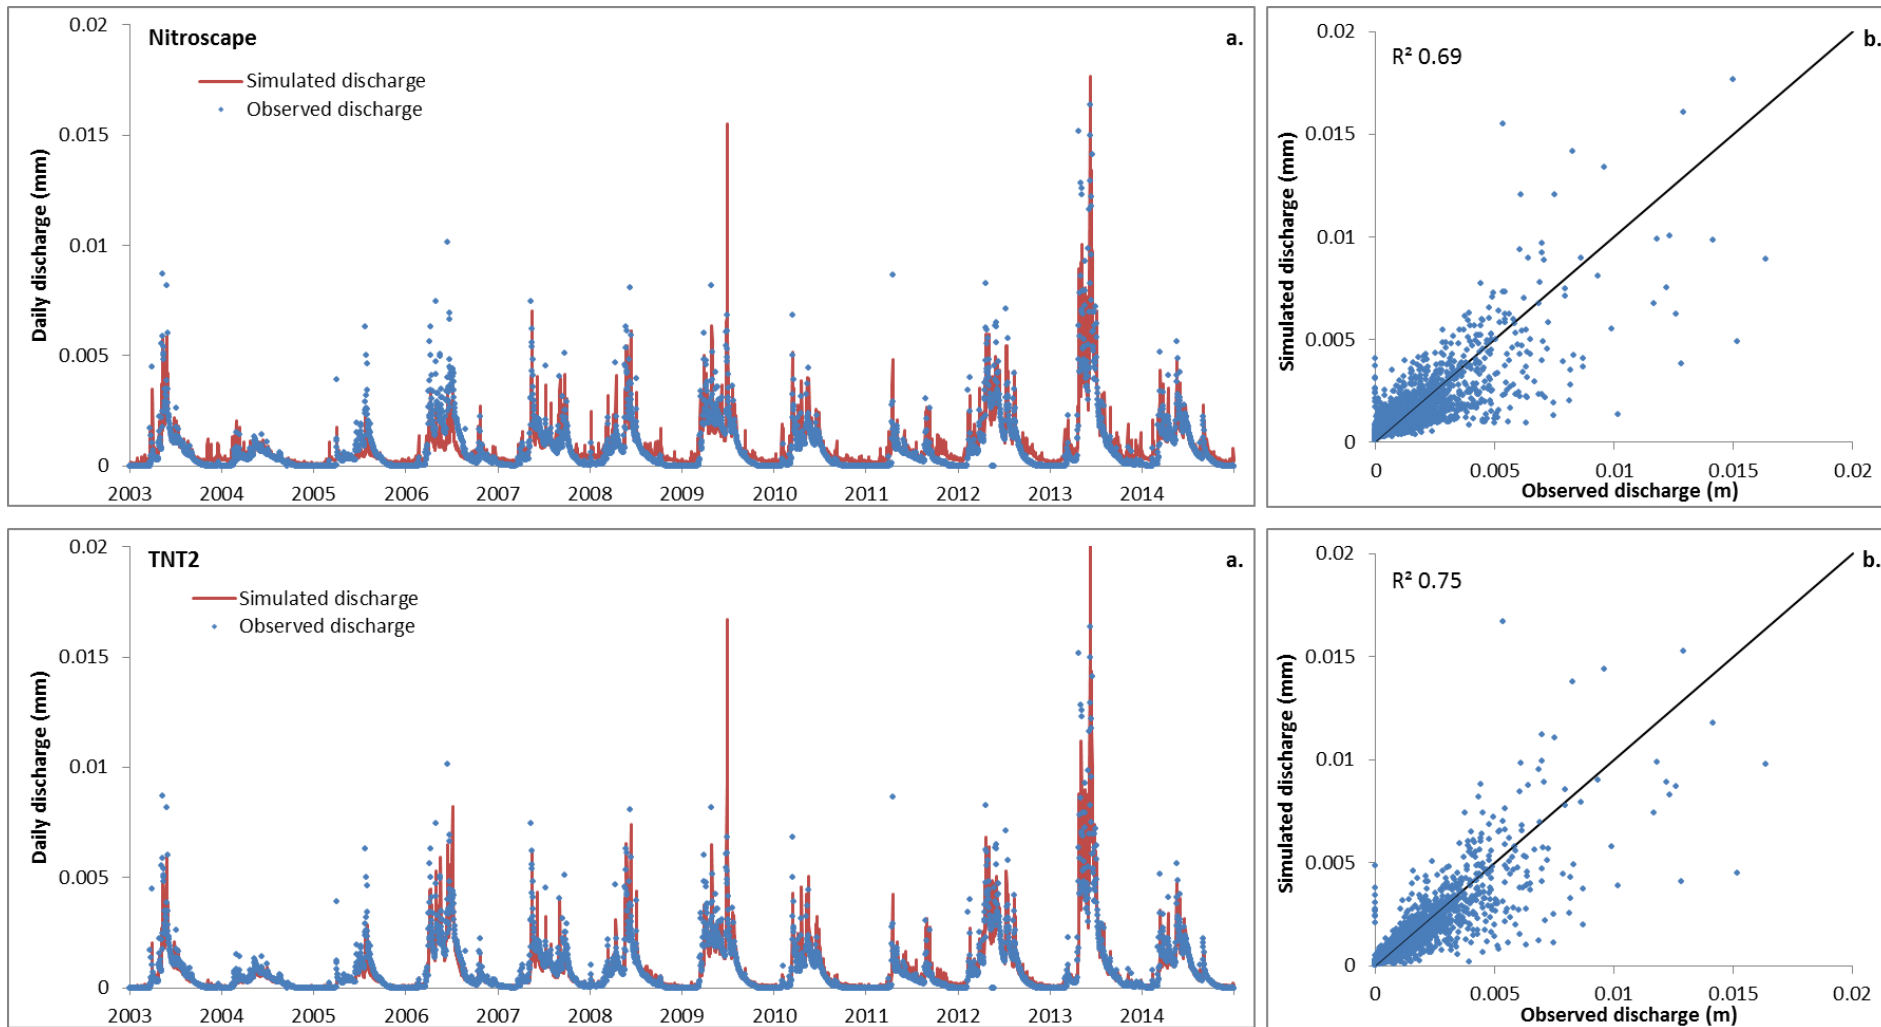 Nitroscape
a.
Simulated discharge
Observed discharge
Daily discharge (mm)
0.02
0.015
0.01
0.005
0
2003 2004 2005 2006 2007 2008 2009 2010 2011 2012 2013 2014
b.
R² 0.69
Simulated discharge (mm)
0.02
0.015
0.01
0.005
0
0 0.005 0.01 0.015 0.02
Observed discharge (m)
TNT2
a.
Simulated discharge
Observed discharge
Daily discharge (mm)
0.02
0.015
0.01
0.005
0
2003 2004 2005 2006 2007 2008 2009 2010 2011 2012 2013 2014
b.
R² 0.75
Simulated discharge (mm)
0.02
0.015
0.01
0.005
0
0 0.005 0.01 0.015 0.02
Observed discharge (m)